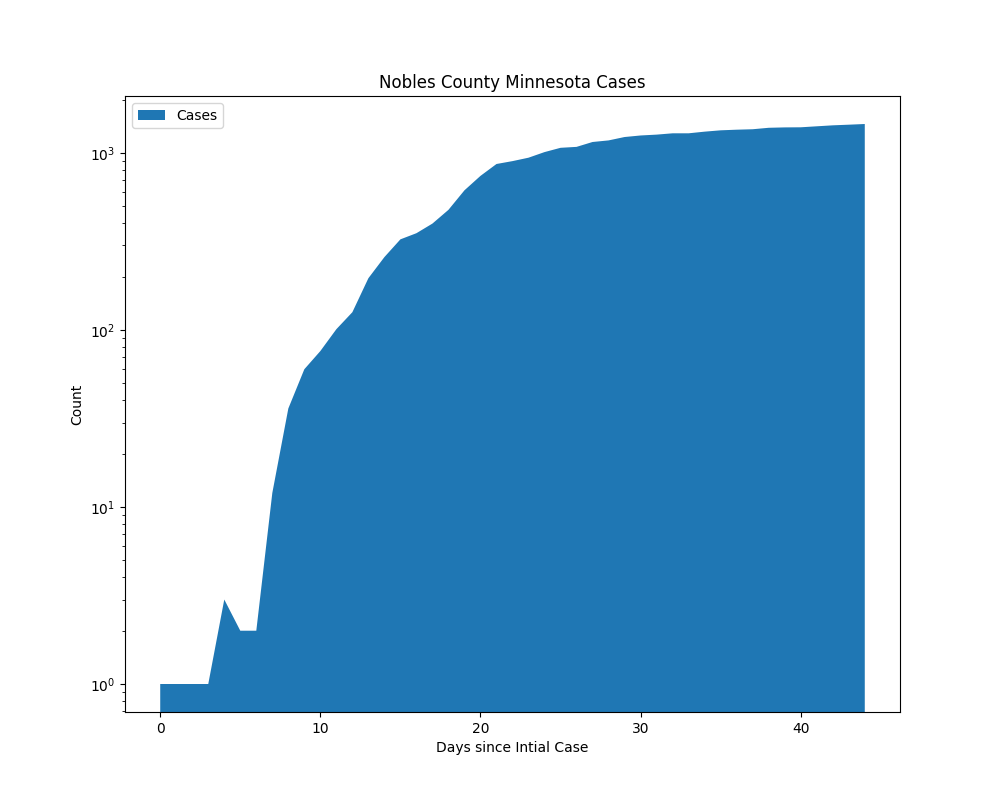 Nobles County Minnesota Cases
Cases
10³
10²
10¹
10⁰
Count
0 10 20 30 40
Days since Intial Case